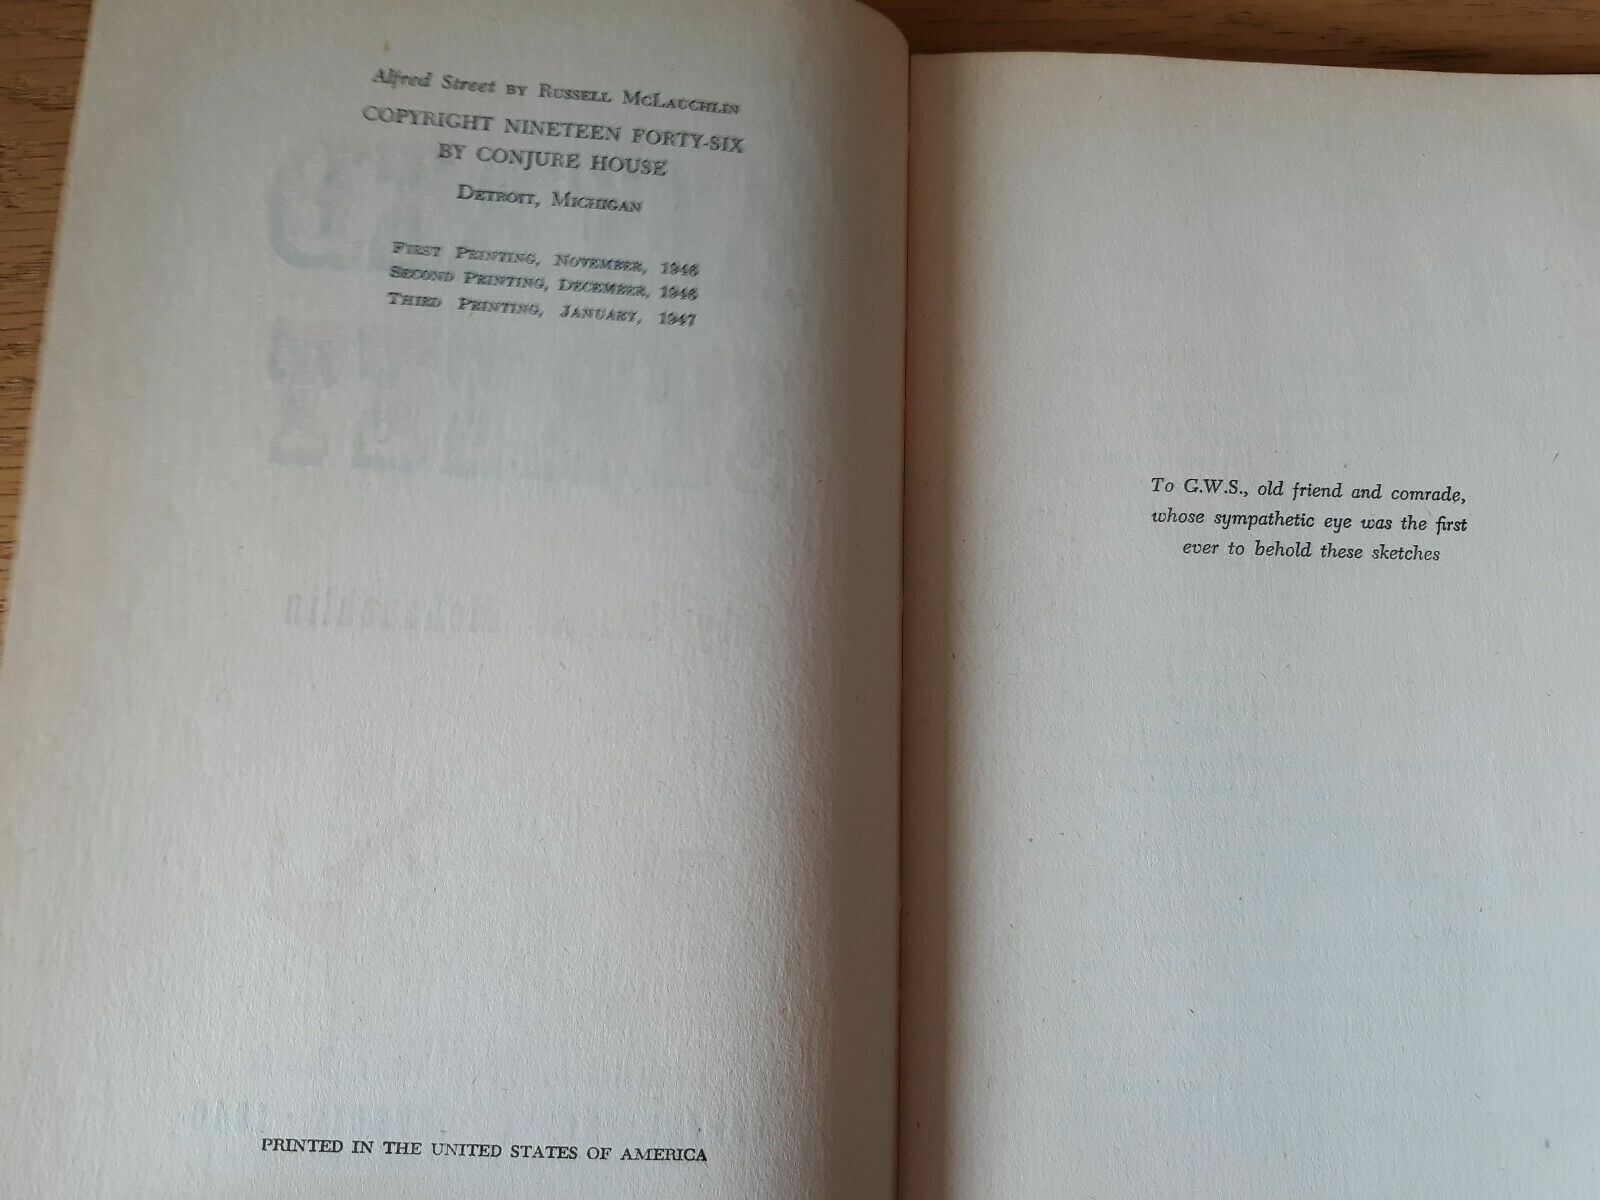 Alfred Street BY RUSSELL MCLAUCHLIN
COPYRIGHT NINETEEN FORTY-SIX
BY CONJURE HOUSE
DETROIT, MICHIGAN
FIRST PRINTING, NOVEMBER, 1946
SECOND PRINTING, DECEMBER, 1946
THIRD PRINTING, JANUARY, 1947
PRINTED IN THE UNITED STATES OF AMERICA
To G.W.S., old friend and comrade,
whose sympathetic eye was the first
ever to behold these sketches